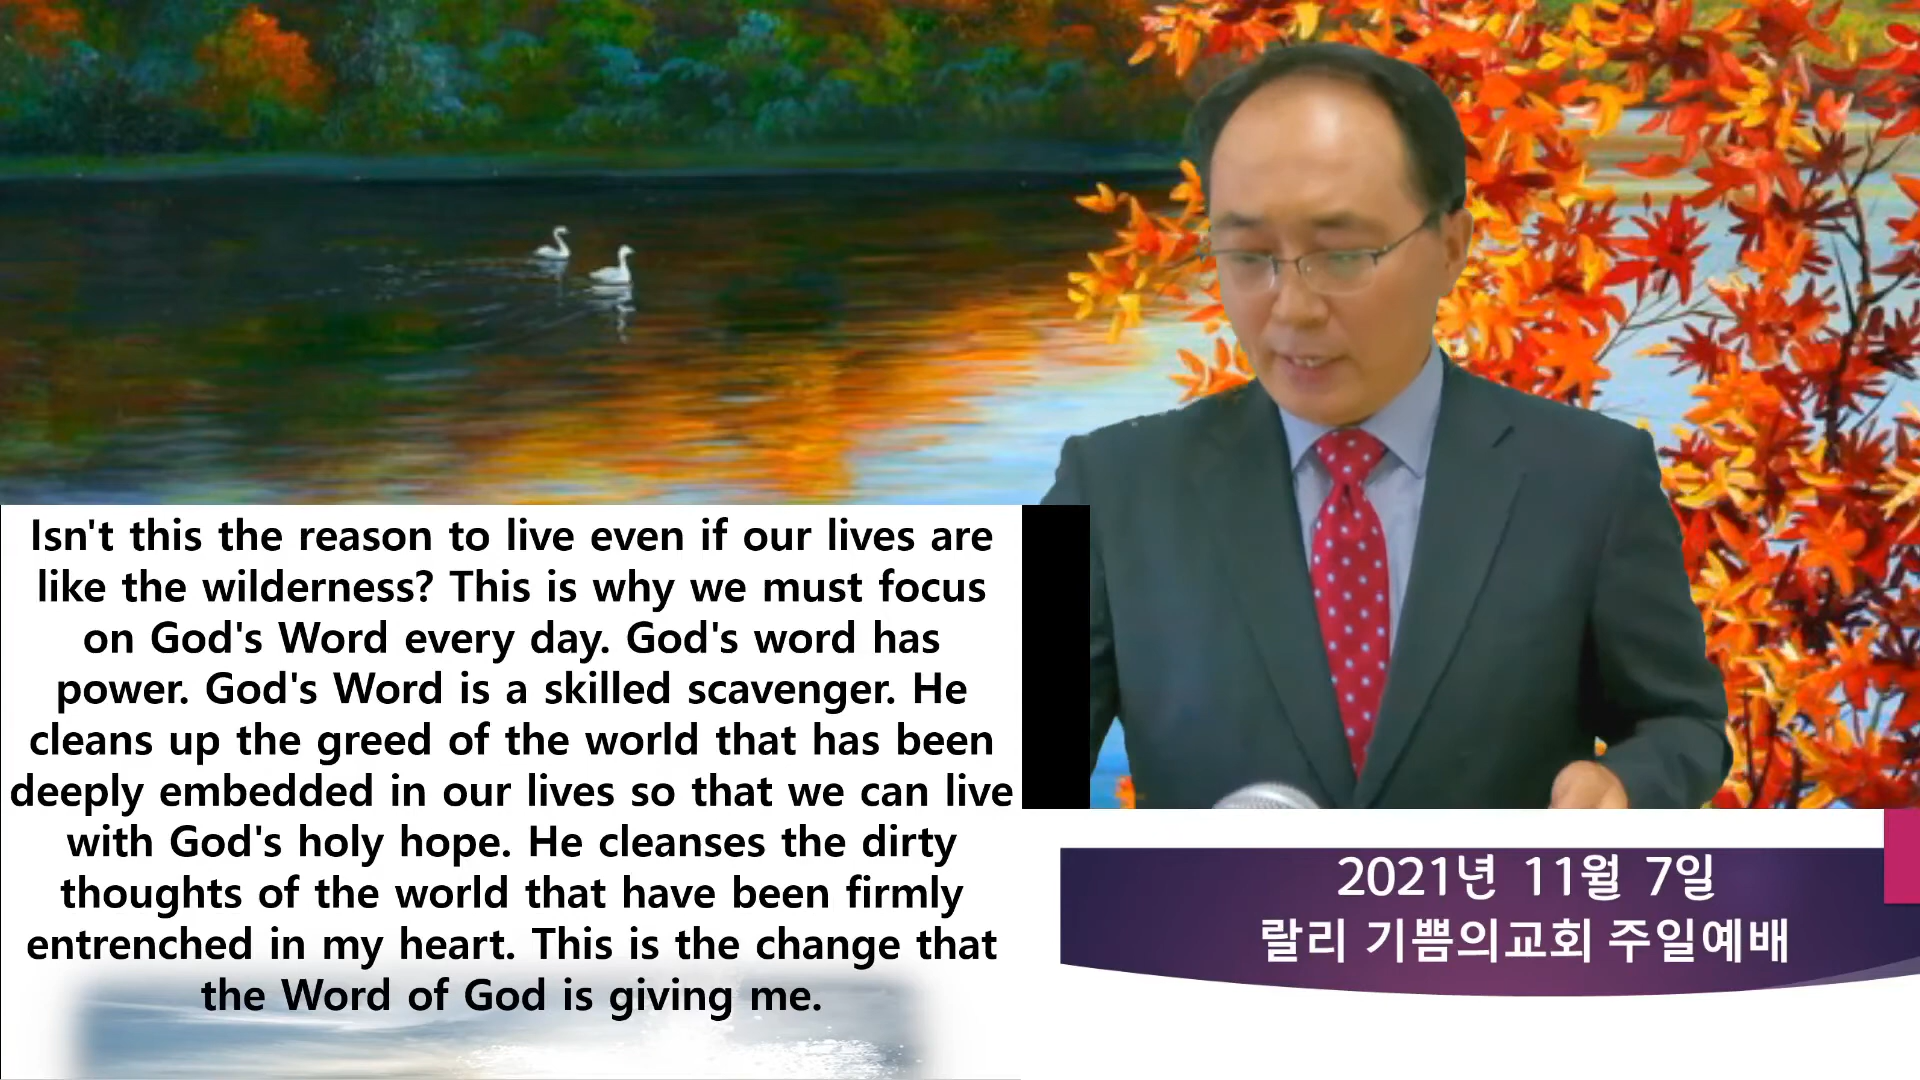 Isn't this the reason to live even if our lives are
like the wilderness? This is why we must focus
on God's Word every day. God's word has
power. God's Word is a skilled scavenger. He
cleans up the greed of the world that has been
deeply embedded in our lives so that we can live
with God's holy hope. He cleanses the dirty
thoughts of the world that have been firmly
entrenched in my heart. This is the change that
the Word of God is giving me.
2021년 11월 7일
랄리 기쁨의교회 주일예배